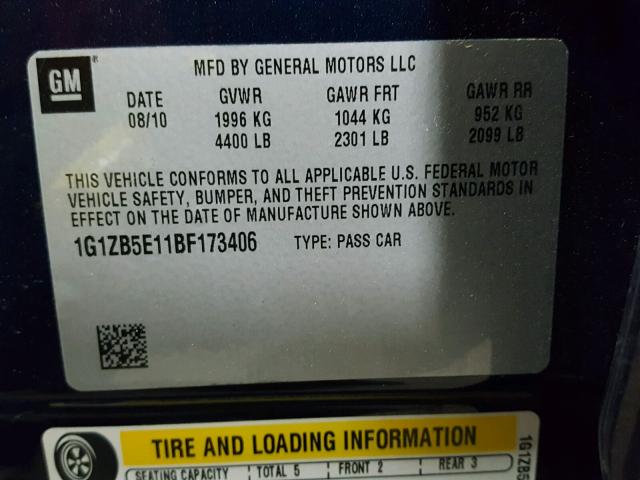 GM
MFD BY GENERAL MOTORS LLC
DATE GVWR GAWR FRT GAWR RR
08/10 1996 KG 1044 KG 952 KG
4400 LB 2301 LB 2099 LB
THIS VEHICLE CONFORMS TO ALL APPLICABLE U.S. FEDERAL MOTOR
VEHICLE SAFETY, BUMPER, AND THEFT PREVENTION STANDARDS IN
EFFECT ON THE DATE OF MANUFACTURE SHOWN ABOVE.
1G1ZB5E11BF173406 TYPE: PASS CAR
TIRE AND LOADING INFORMATION
SEATING CAPACITY TOTAL 5 FRONT 2 REAR 3
1G1ZB5